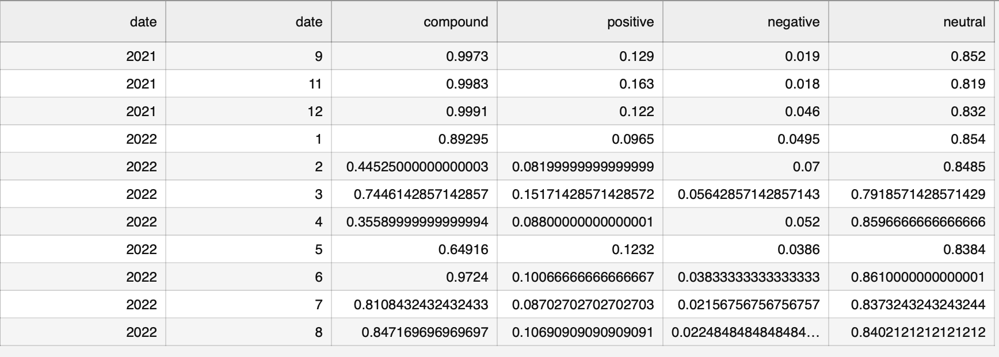 date date compound positive negative neutral
2021 9 0.9973 0.129 0.019 0.852
2021 11 0.9983 0.163 0.018 0.819
2021 12 0.9991 0.122 0.046 0.832
2022 1 0.89295 0.0965 0.0495 0.854
2022 2 0.44525000000000003 0.08199999999999999 0.07 0.8485
2022 3 0.7446142857142857 0.15171428571428572 0.05642857142857143 0.7918571428571429
2022 4 0.35589999999999994 0.08800000000000001 0.052 0.8596666666666666
2022 5 0.64916 0.1232 0.0386 0.8384
2022 6 0.9724 0.10066666666666667 0.03833333333333333 0.8610000000000001
2022 7 0.8108432432432433 0.08702702702702703 0.02156756756756757 0.8373243243243244
2022 8 0.847169696969697 0.10690909090909091 0.0224848484848484… 0.8402121212121212